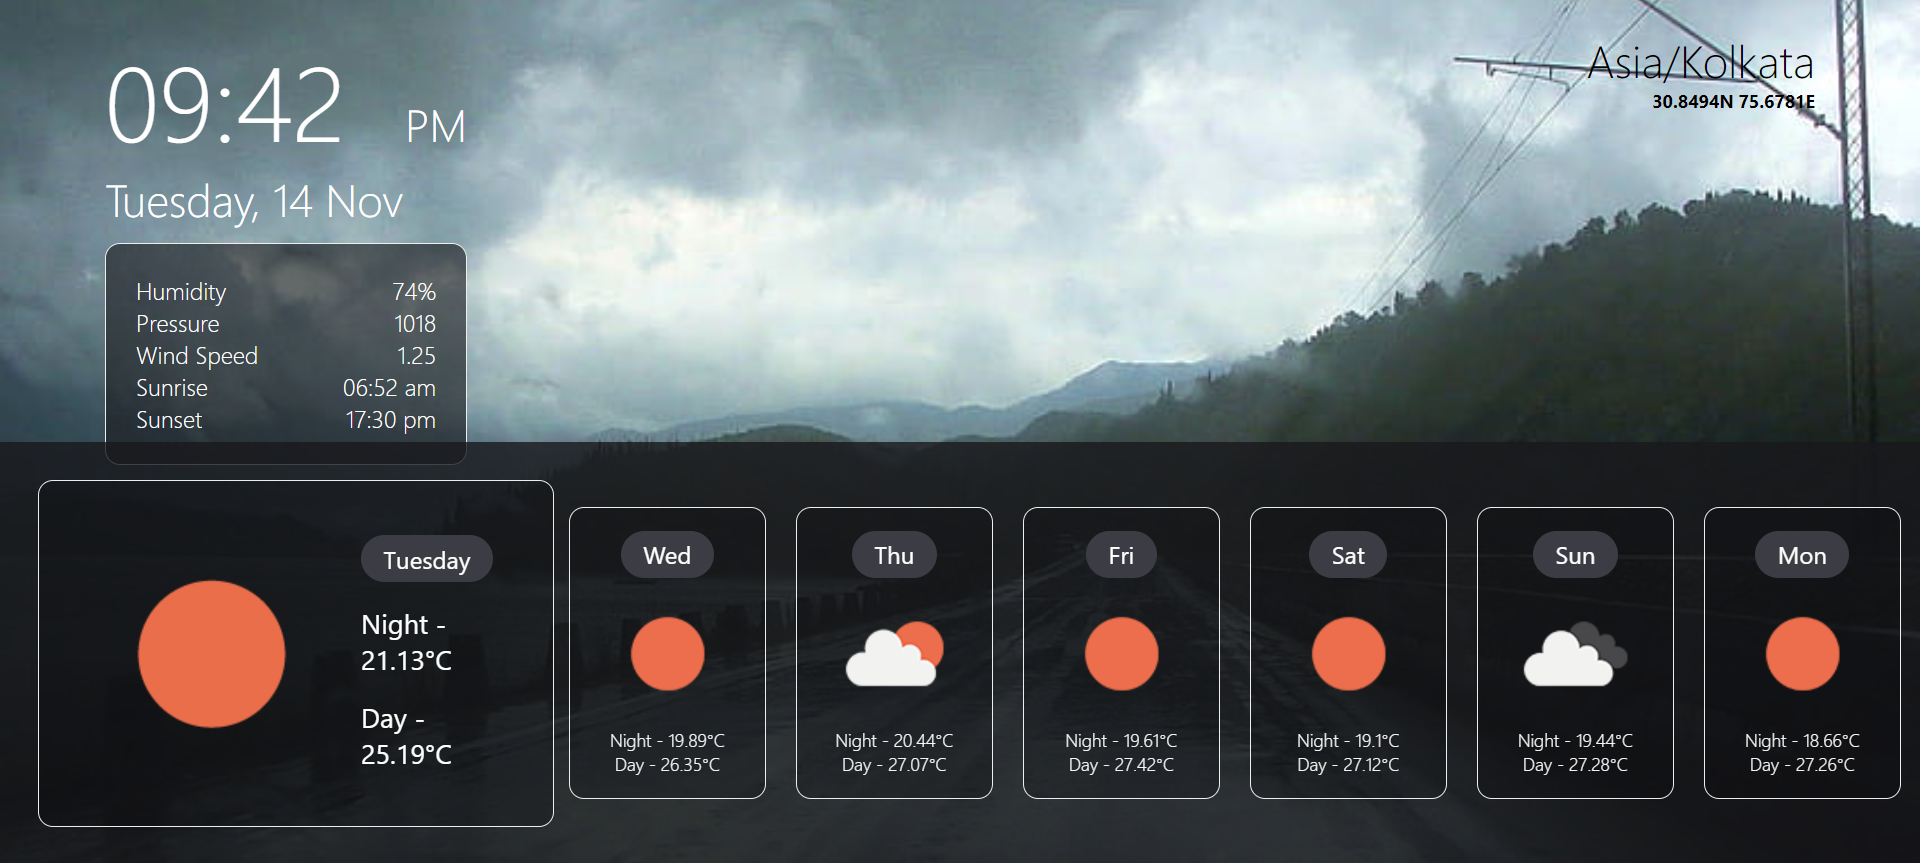 09:42 PM
Tuesday, 14 Nov
Asia/Kolkata
30.8494N 75.6781E
Humidity 74%
Pressure 1018
Wind Speed 1.25
Sunrise 06:52 am
Sunset 17:30 pm
Tuesday
Night -
21.13°C
Day -
25.19°C
Wed
Night - 19.89°C
Day - 26.35°C
Thu
Night - 20.44°C
Day - 27.07°C
Fri
Night - 19.61°C
Day - 27.42°C
Sat
Night - 19.1°C
Day - 27.12°C
Sun
Night - 19.44°C
Day - 27.28°C
Mon
Night - 18.66°C
Day - 27.26°C